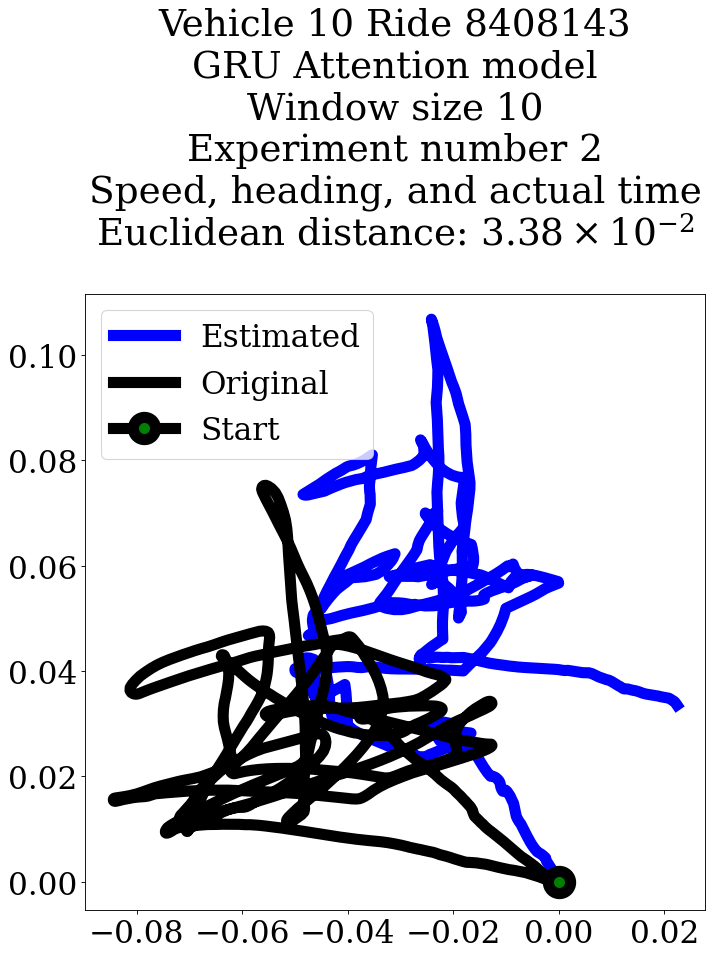 Vehicle 10 Ride 8408143
GRU Attention model
Window size 10
Experiment number 2
Speed, heading, and actual time
Euclidean distance: 3.38 × 10⁻²
Estimated
Original
Start
0.10
0.08
0.06
0.04
0.02
0.00
−0.08 −0.06 −0.04 −0.02 0.00 0.02